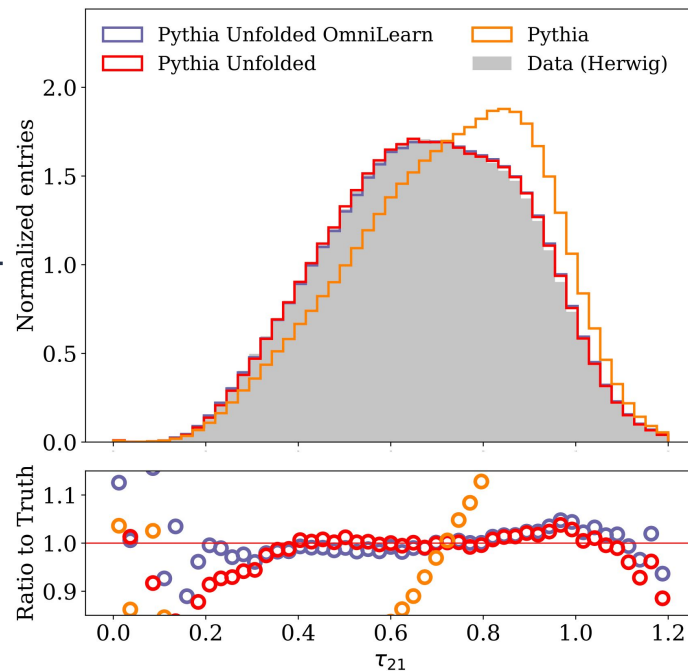 Pythia Unfolded OmniLearn
Pythia
Pythia Unfolded
Data (Herwig)
Normalized entries
2.0
1.5
1.0
0.5
0.0
Ratio to Truth
1.1
1.0
0.9
0.0 0.2 0.4 0.6 0.8 1.0 1.2
τ₂₁